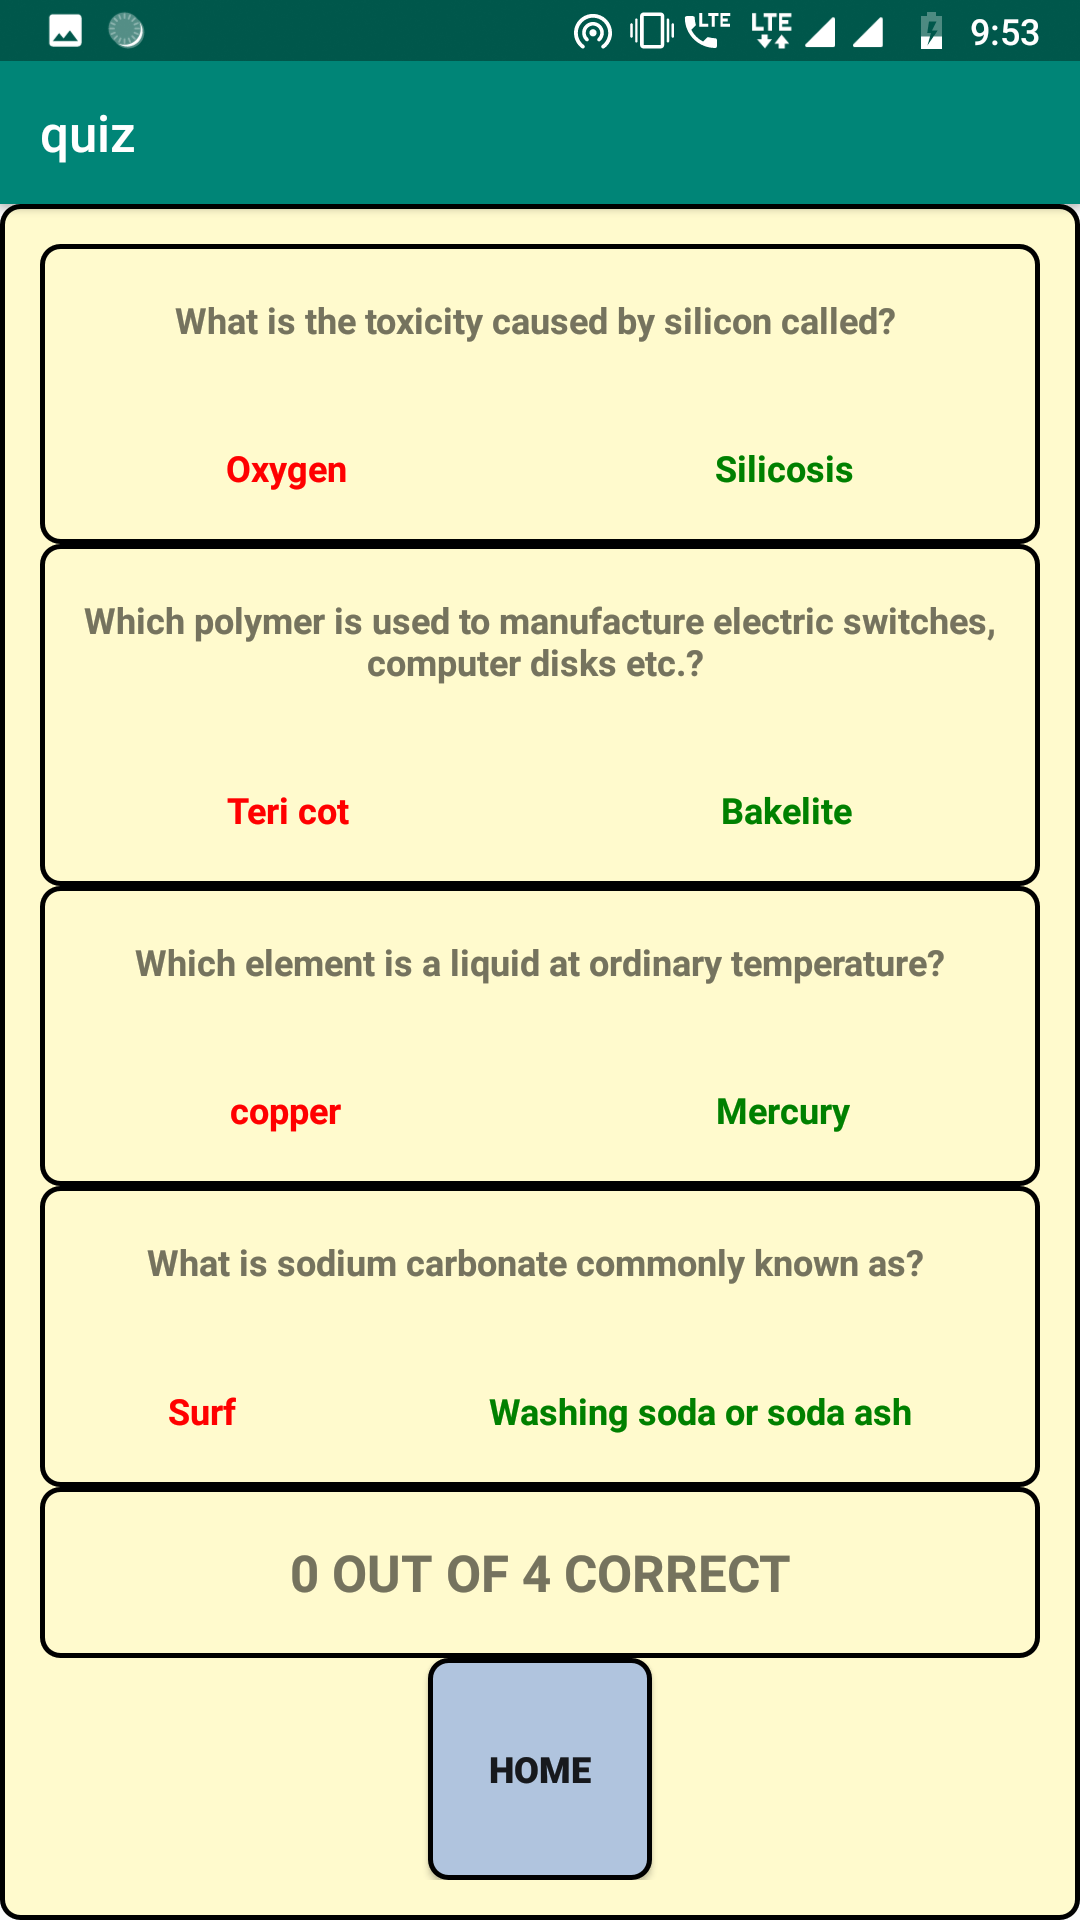 LTE LTE 9:53
quiz
What is the toxicity caused by silicon called?
Oxygen Silicosis
Which polymer is used to manufacture electric switches,
computer disks etc.?
Teri cot Bakelite
Which element is a liquid at ordinary temperature?
copper Mercury
What is sodium carbonate commonly known as?
Surf Washing soda or soda ash
0 OUT OF 4 CORRECT
HOME